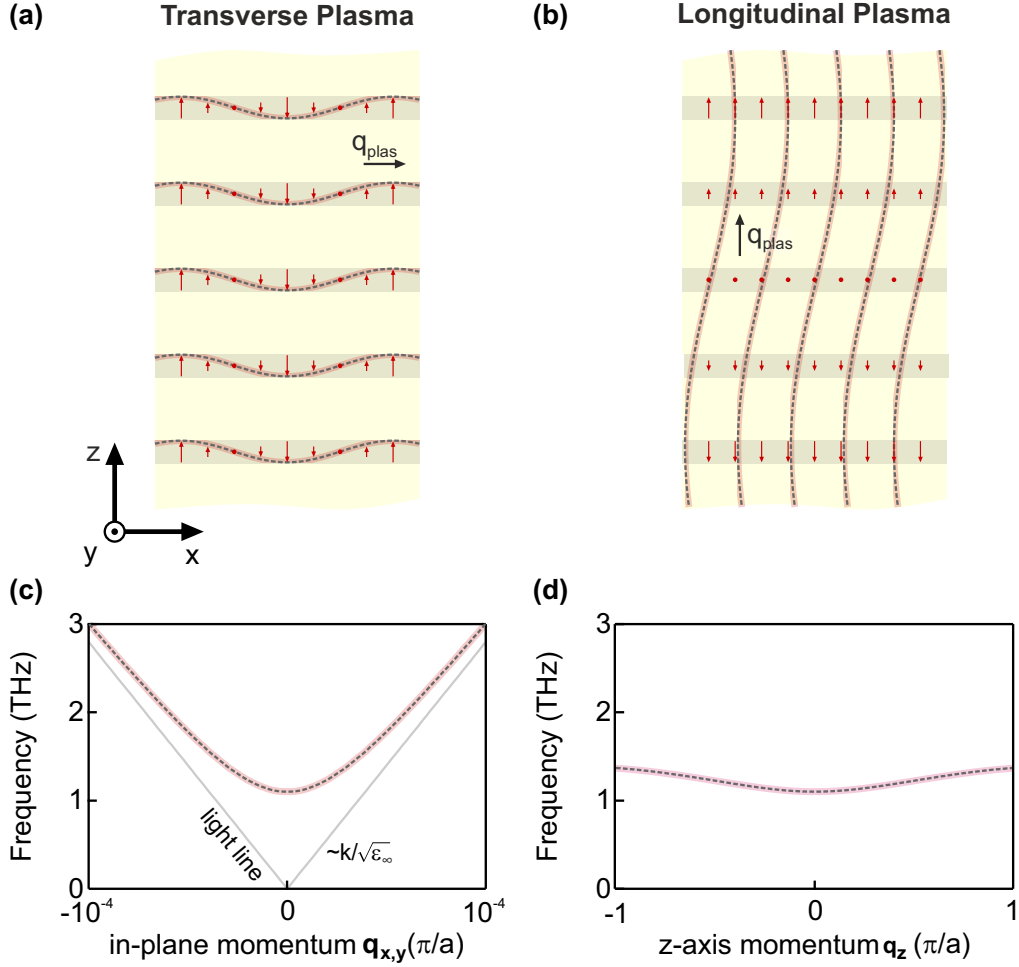 (a) Transverse Plasma
(b) Longitudinal Plasma
q_plas
q_plas
z
y
x
(c)
Frequency (THz)
3
2
1
0
light line
~k/√ε∞
-10⁻⁴ 0 10⁻⁴
in-plane momentum q_x,y(π/a)
(d)
Frequency (THz)
3
2
1
0
-1 0 1
z-axis momentum q_z (π/a)